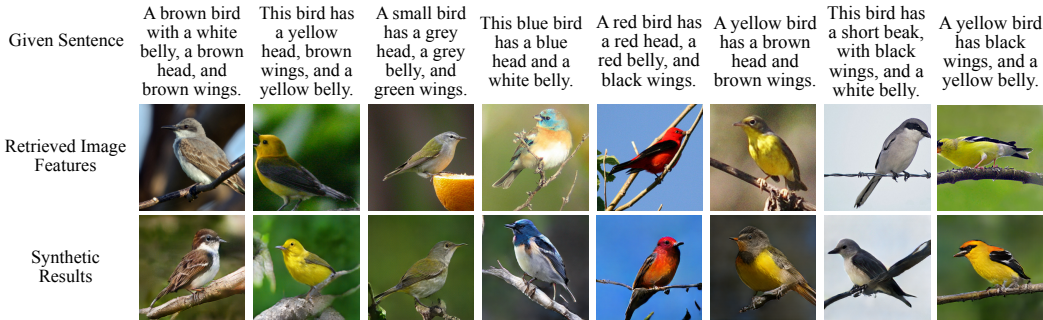 Given Sentence
A brown bird
with a white
belly, a brown
head, and
brown wings.
This bird has
a yellow
head, brown
wings, and a
yellow belly.
A small bird
has a grey
head, a grey
belly, and
green wings.
This blue bird
has a blue
head and a
white belly.
A red bird has
a red head, a
red belly, and
black wings.
A yellow bird
has a brown
head and
brown wings.
This bird has
a short beak,
with black
wings, and a
white belly.
A yellow bird
has black
wings, and a
yellow belly.
Retrieved Image
Features
Synthetic
Results